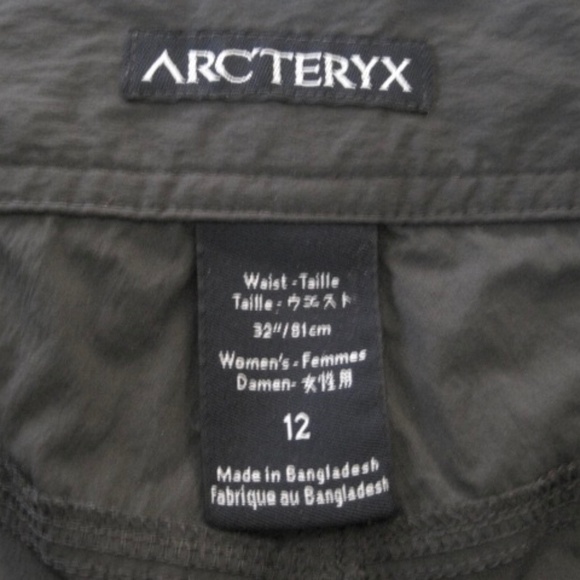 ARC'TERYX
Waist - Taille
Taille - ウエスト
32"/81cm
Women's - Femmes
Damen - 女性用
12
Made in Bangladesh
Fabriqué au Bangladesh